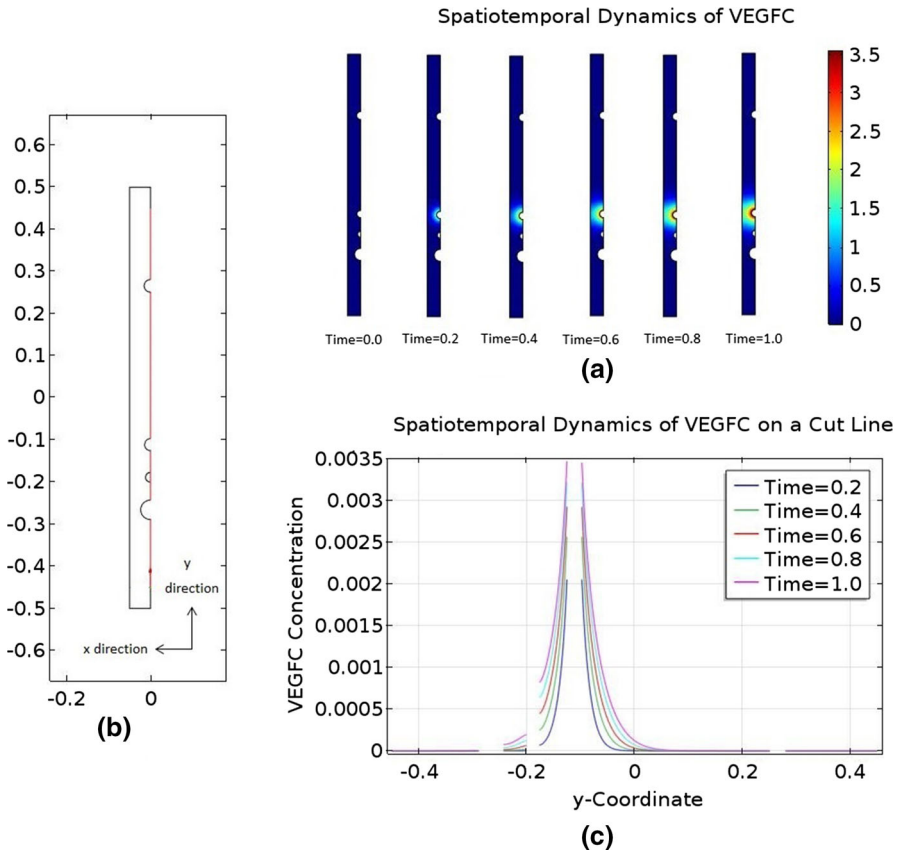 Spatiotemporal Dynamics of VEGFC
3.5
3
2.5
2
1.5
1
0.5
0
Time=0.0 Time=0.2 Time=0.4 Time=0.6 Time=0.8 Time=1.0
(a)
0.6
0.5
0.4
0.3
0.2
0.1
0
-0.1
-0.2
-0.3
-0.4
-0.5
-0.6
y
direction
x direction
-0.2 0
(b)
Spatiotemporal Dynamics of VEGFC on a Cut Line
VEGFC Concentration
0.0035
0.003
0.0025
0.002
0.0015
0.001
0.0005
0
Time=0.2
Time=0.4
Time=0.6
Time=0.8
Time=1.0
-0.4 -0.2 0 0.2 0.4
y-Coordinate
(c)